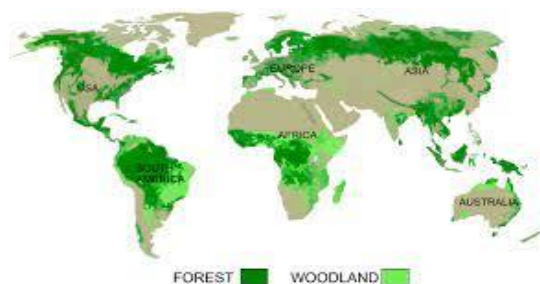 EUROPE
ASIA
USA
AFRICA
SOUTH
AMERICA
AUSTRALIA
FOREST WOODLAND